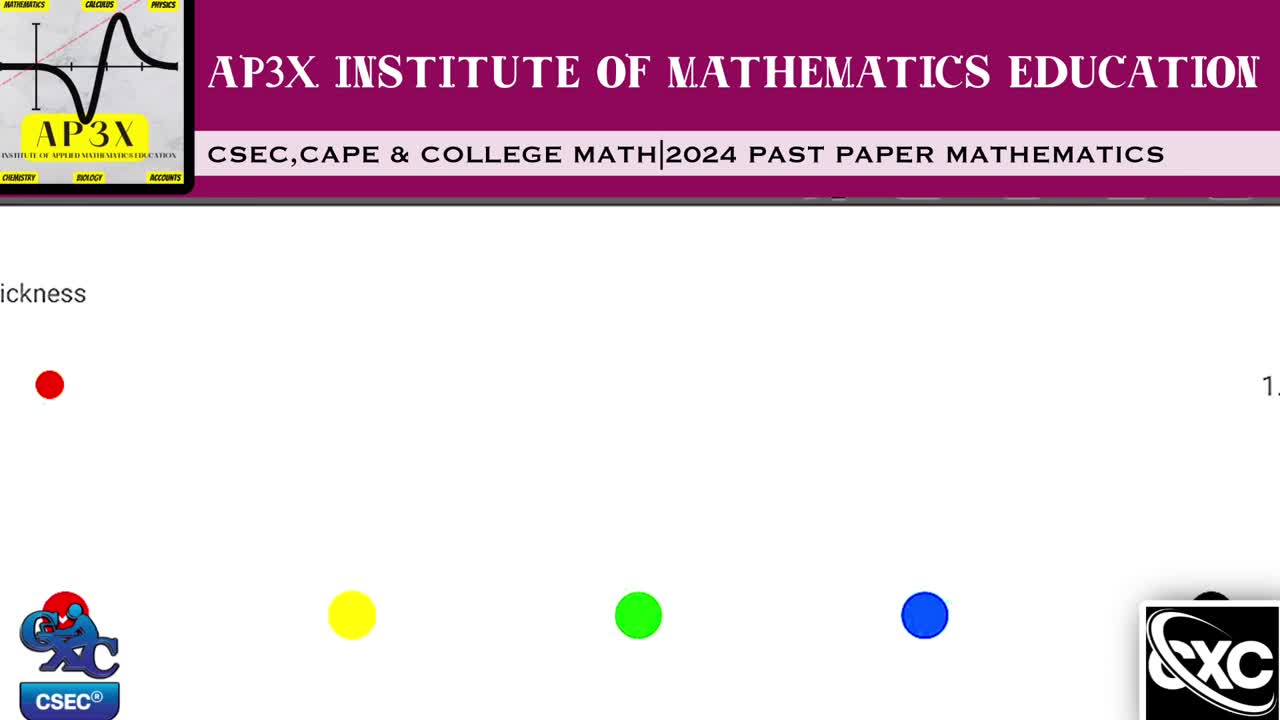 MATHEMATICS CALCULUS PHYSICS
AP3X
INSTITUTE OF APPLIED MATHEMATICS EDUCATION
CHEMISTRY BIOLOGY ACCOUNTS
AP3X INSTITUTE OF MATHEMATICS EDUCATION
CSEC,CAPE & COLLEGE MATH|2024 PAST PAPER MATHEMATICS
ickness
1.
CXC
CSEC®
CXC